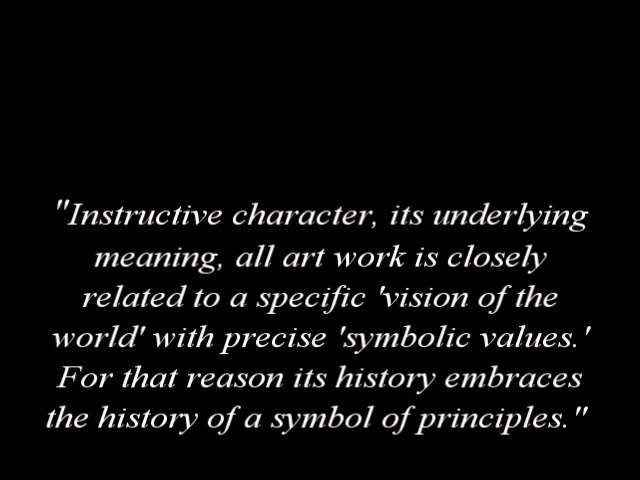 "Instructive character, its underlying
meaning, all art work is closely
related to a specific 'vision of the
world' with precise 'symbolic values.'
For that reason its history embraces
the history of a symbol of principles."